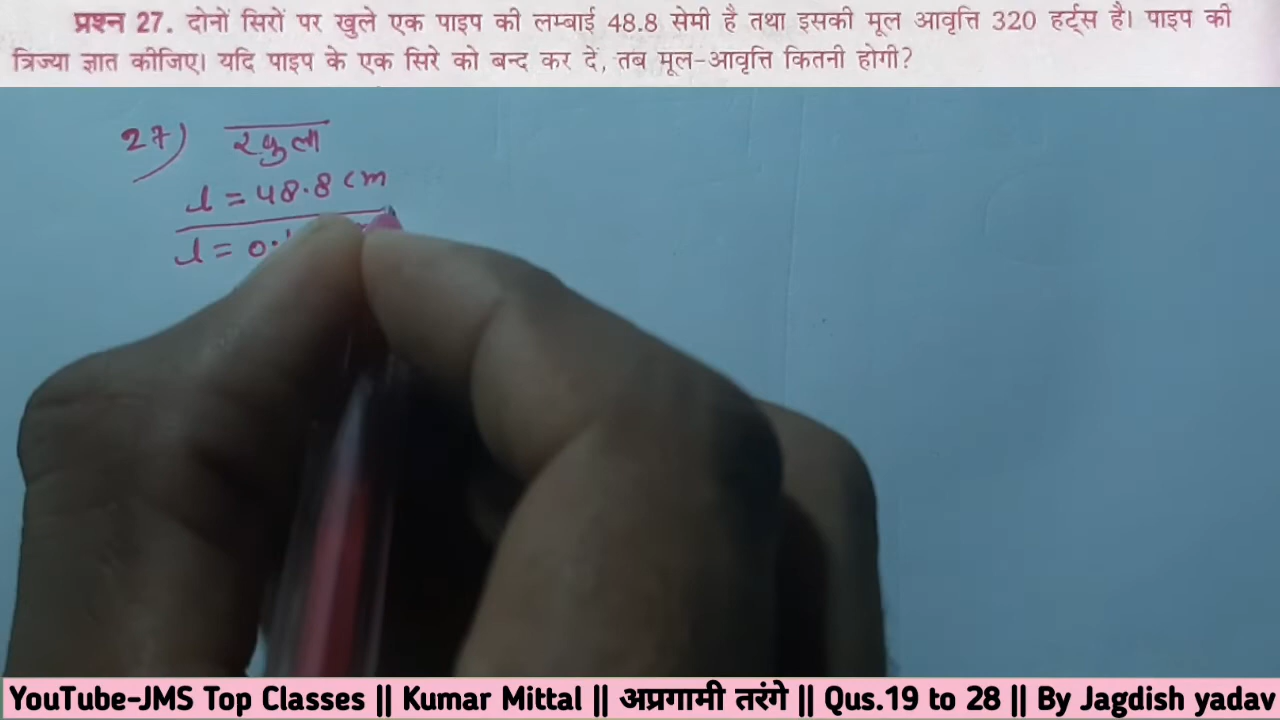 प्रश्न 27. दोनों सिरों पर खुले एक पाइप की लम्बाई 48.8 सेमी है तथा इसकी मूल आवृत्ति 320 हर्ट्स है। पाइप की
त्रिज्या ज्ञात कीजिए। यदि पाइप के एक सिरे को बन्द कर दें, तब मूल-आवृत्ति कितनी होगी?
27) खुला
l = 48.8 cm
l = 0.
YouTube-JMS Top Classes || Kumar Mittal || अप्रगामी तरंगे || Qus.19 to 28 || By Jagdish yadav